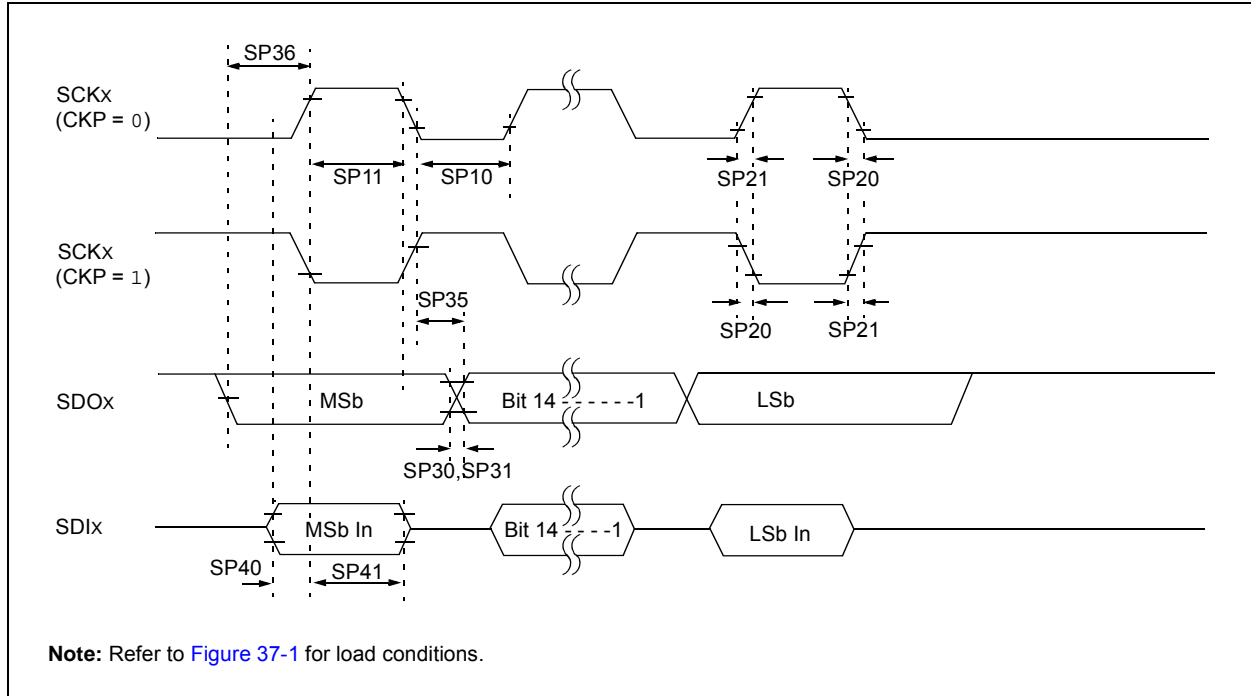 SP36
SCKx
(CKP = 0)
SP11
SP10
SP21
SP20
SCKx
(CKP = 1)
SP35
SP20
SP21
SDOx
MSb
Bit 14 - - - - - -1
LSb
SP30,SP31
SDIx
MSb In
Bit 14 - - - -1
LSb In
SP40
SP41
Note: Refer to Figure 37-1 for load conditions.